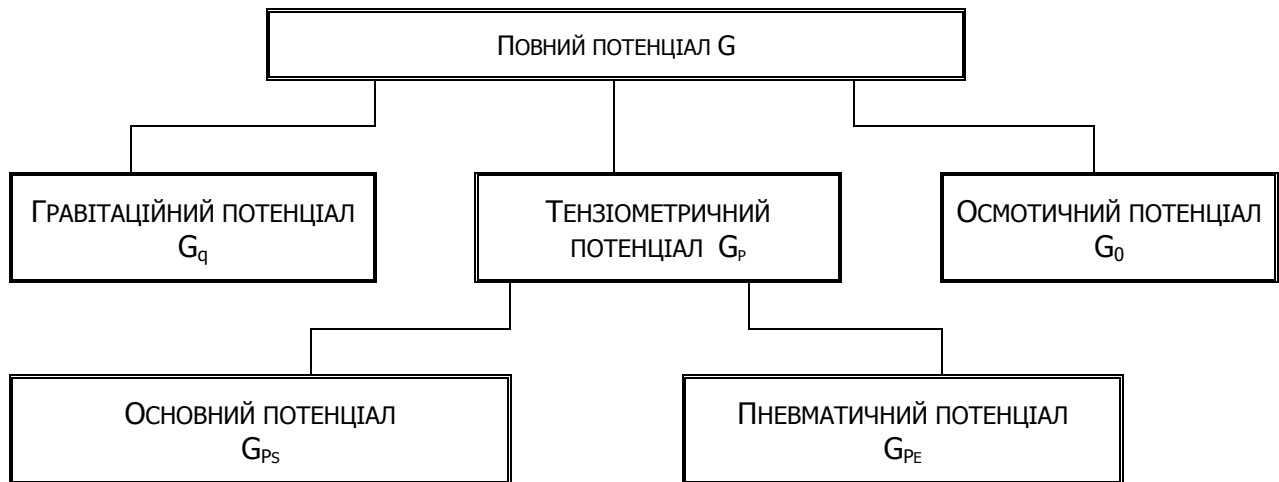 Повний потенціал G
Гравітаційний потенціал
Gq
Тензіометричний
потенціал Gp
Осмотичний потенціал
G0
Основний потенціал
GPs
Пневматичний потенціал
GPE